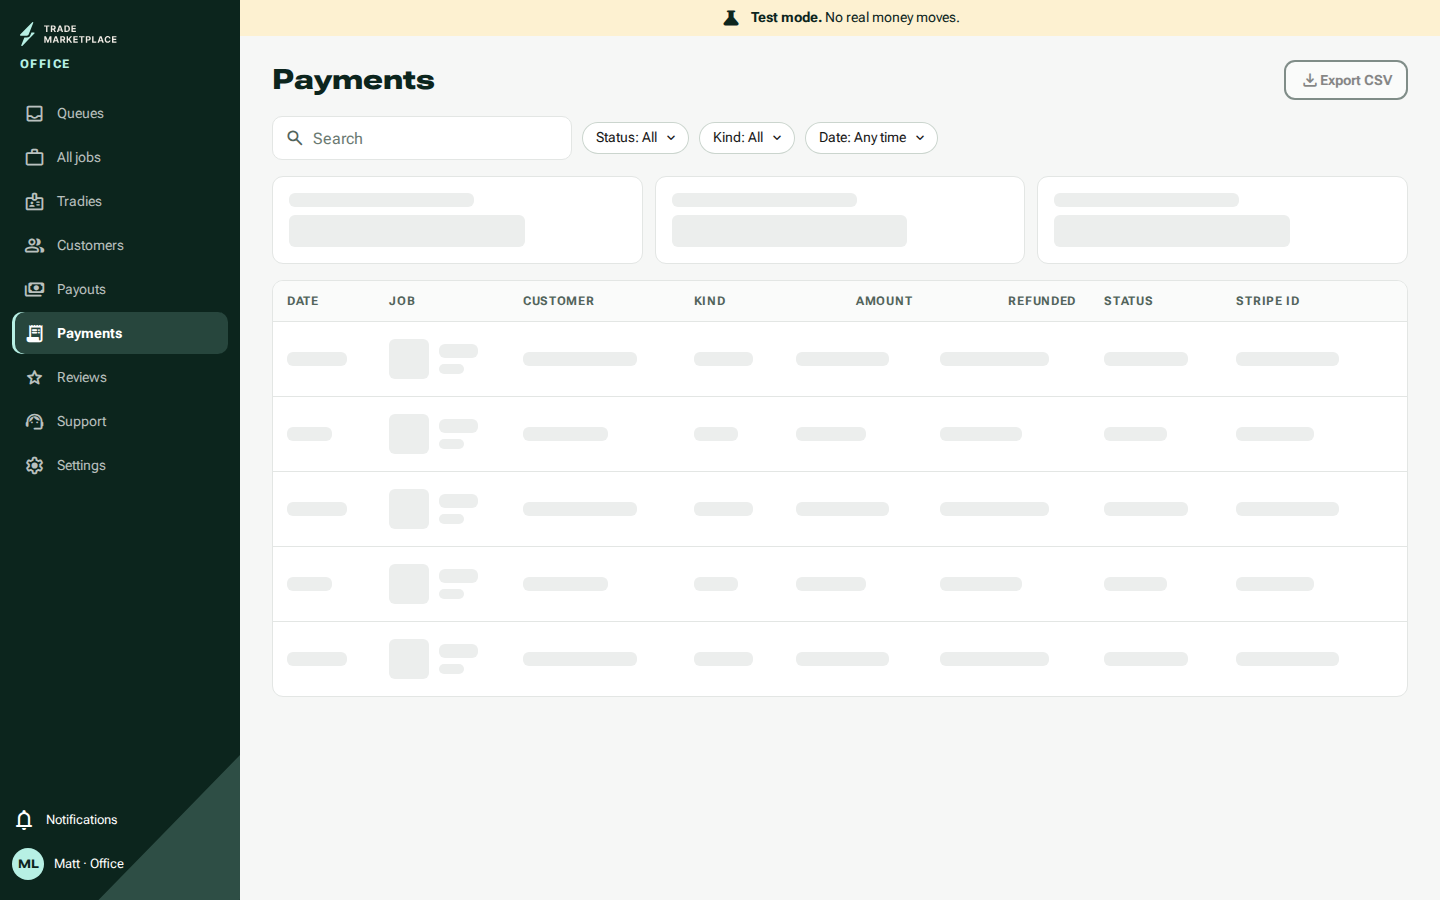 TRADE
MARKETPLACE
OFFICE
Queues
All jobs
Tradies
Customers
Payouts
Payments
Reviews
Support
Settings
Notifications
ML
Matt · Office
Test mode. No real money moves.
Payments
Export CSV
Search
Status: All
Kind: All
Date: Any time
DATE JOB CUSTOMER KIND AMOUNT REFUNDED STATUS STRIPE ID